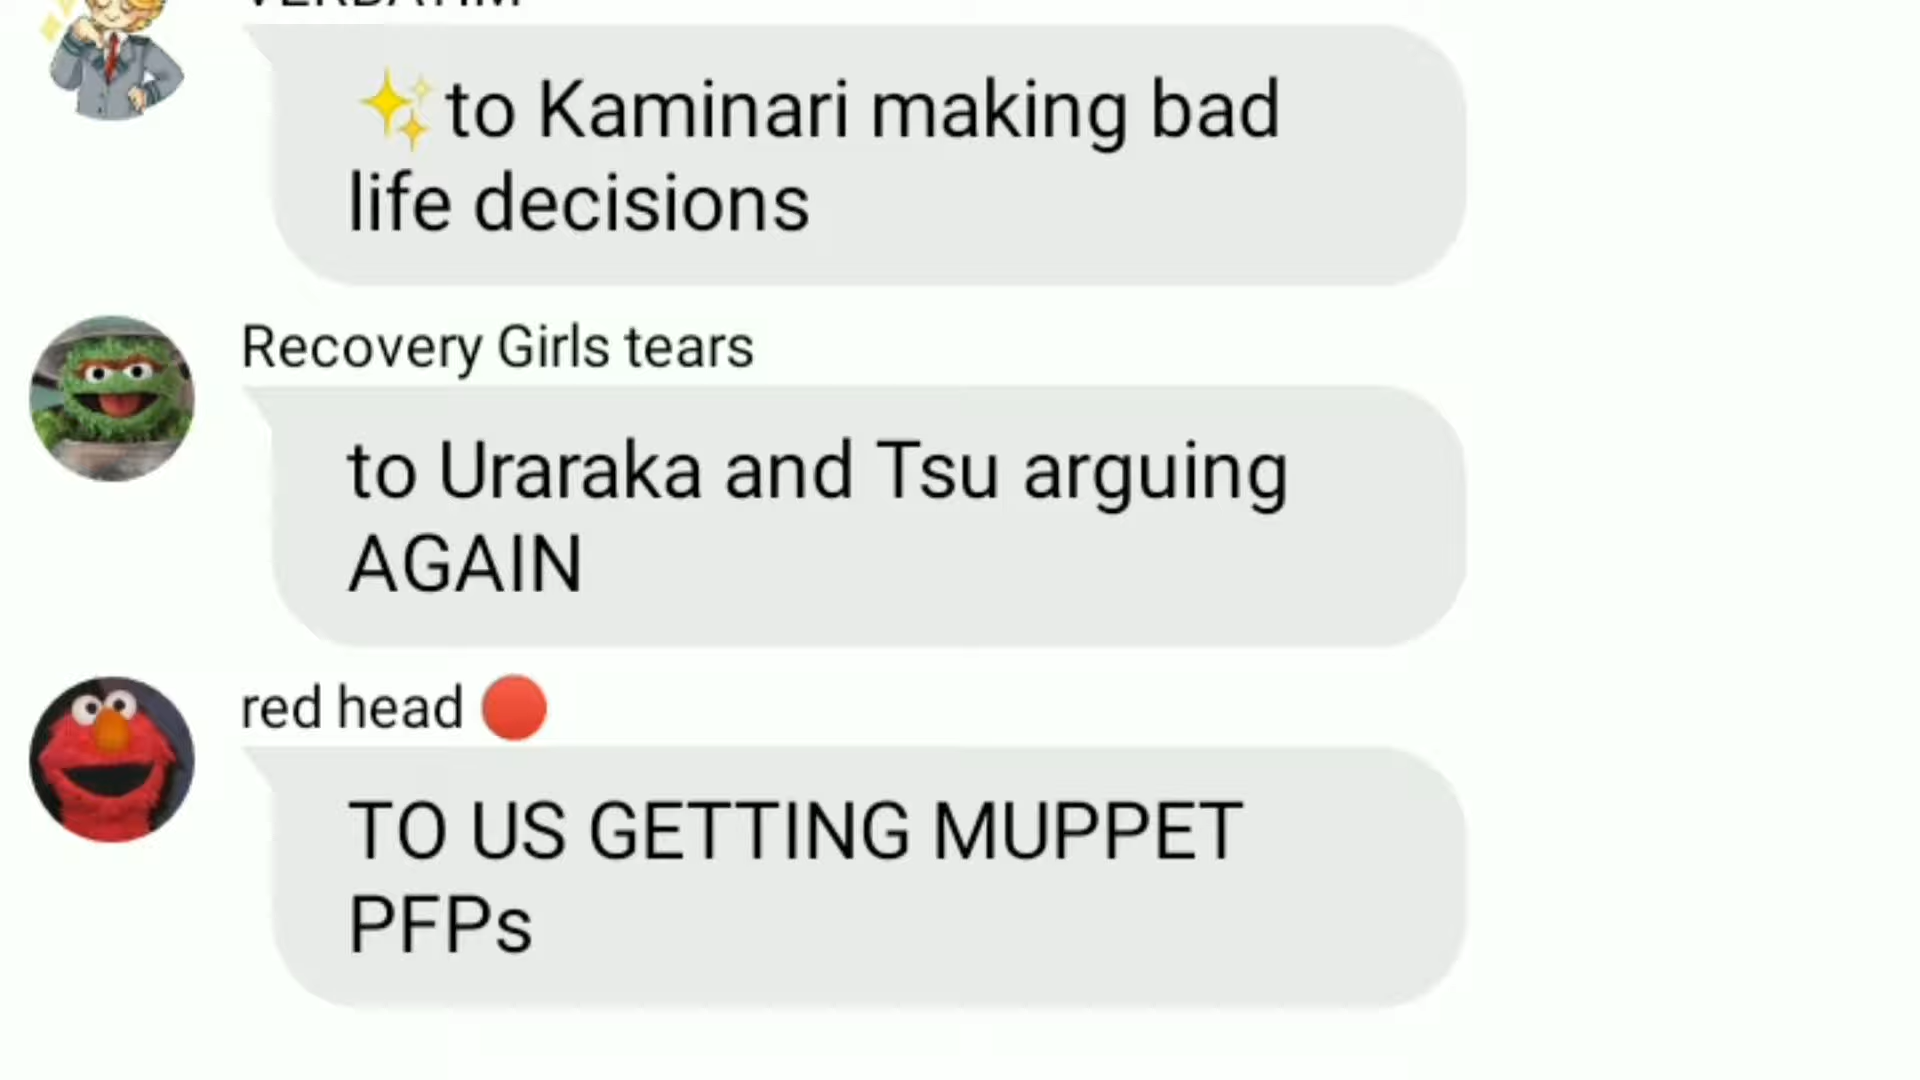 VERBATIM
✨to Kaminari making bad
life decisions
Recovery Girls tears
to Uraraka and Tsu arguing
AGAIN
red head 🔴
TO US GETTING MUPPET
PFPs